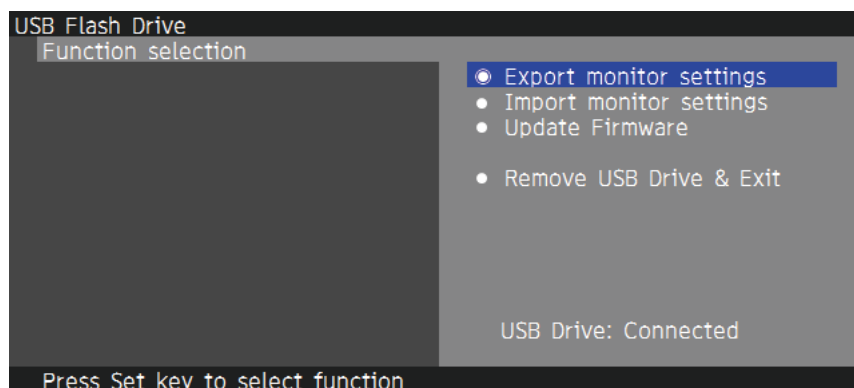 USB Flash Drive
Function selection
Export monitor settings
Import monitor settings
Update Firmware
Remove USB Drive & Exit
USB Drive: Connected
Press Set key to select function